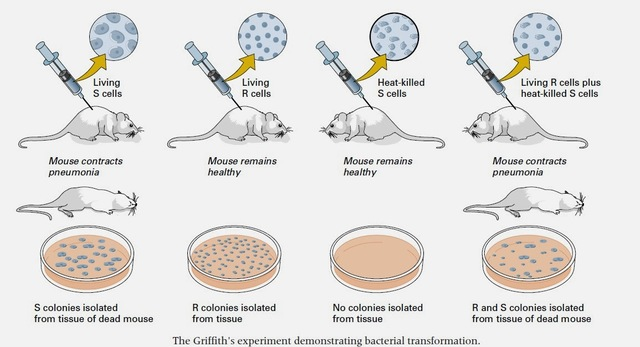 Living
S cells
Living
R cells
Heat-killed
S cells
Living R cells plus
heat-killed S cells
Mouse contracts
pneumonia
Mouse remains
healthy
Mouse remains
healthy
Mouse contracts
pneumonia
S colonies isolated
from tissue of dead mouse
R colonies isolated
from tissue
No colonies isolated
from tissue
R and S colonies isolated
from tissue of dead mouse
The Griffith's experiment demonstrating bacterial transformation.